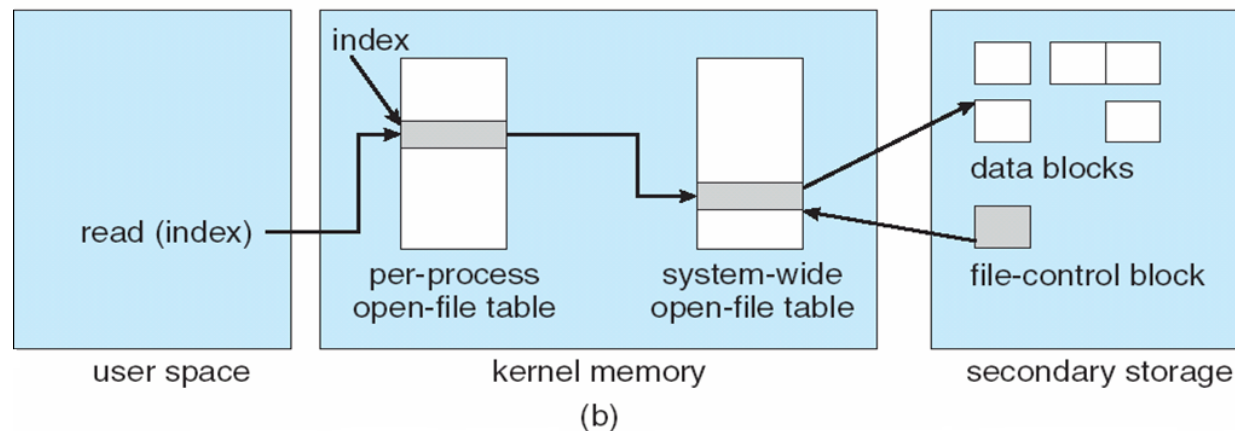 index
read (index)
per-process
open-file table
system-wide
open-file table
data blocks
file-control block
user space
kernel memory
secondary storage
(b)